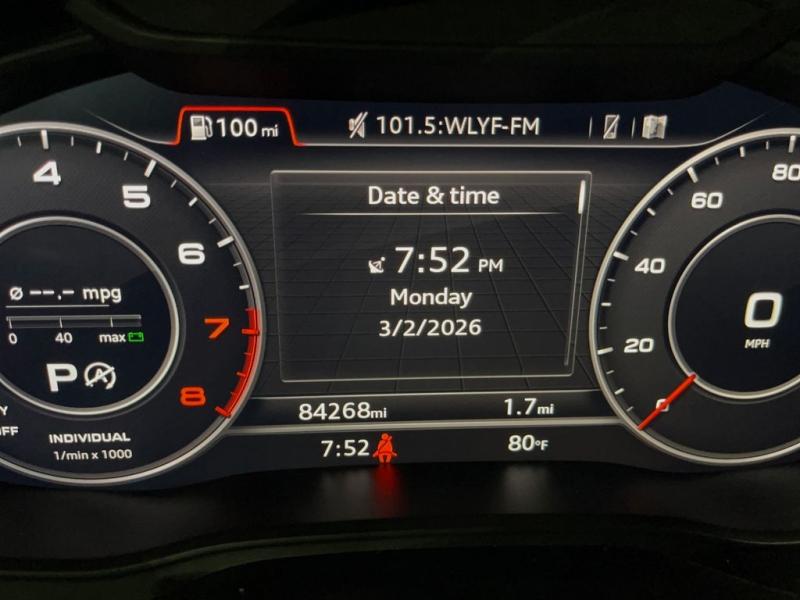 100 mi
101.5:WLYF-FM
Date & time
7:52 PM
Monday
3/2/2026
4
5
6
7
8
ø --.- mpg
0 40 max
P
A
INDIVIDUAL
1/min x 1000
Y
FF
80
60
40
20
0
0
MPH
84268mi
1.7mi
7:52
80°F